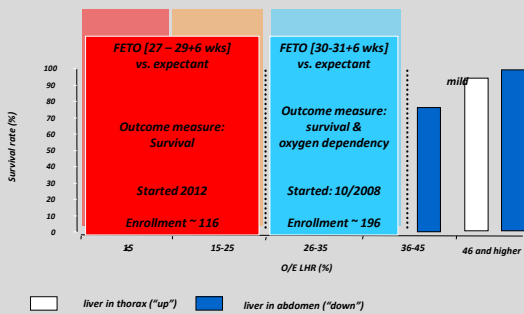 FETO [27 – 29+6 wks]
vs. expectant
Outcome measure:
Survival
Started 2012
Enrollment ~ 116
FETO [30-31+6 wks]
vs. expectant
Outcome measure:
survival &
oxygen dependency
Started: 10/2008
Enrollment ~ 196
mild
Survival rate (%)
100
90
80
70
60
50
40
30
20
10
0
15-25
26-35
36-45
46 and higher
O/E LHR (%)
liver in thorax (“up”)
liver in abdomen (“down”)